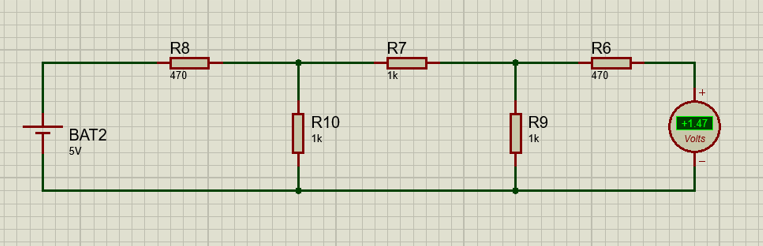 R8
470
R7
1k
R6
470
BAT2
5V
R10
1k
R9
1k
+
+1.47
Volts
−